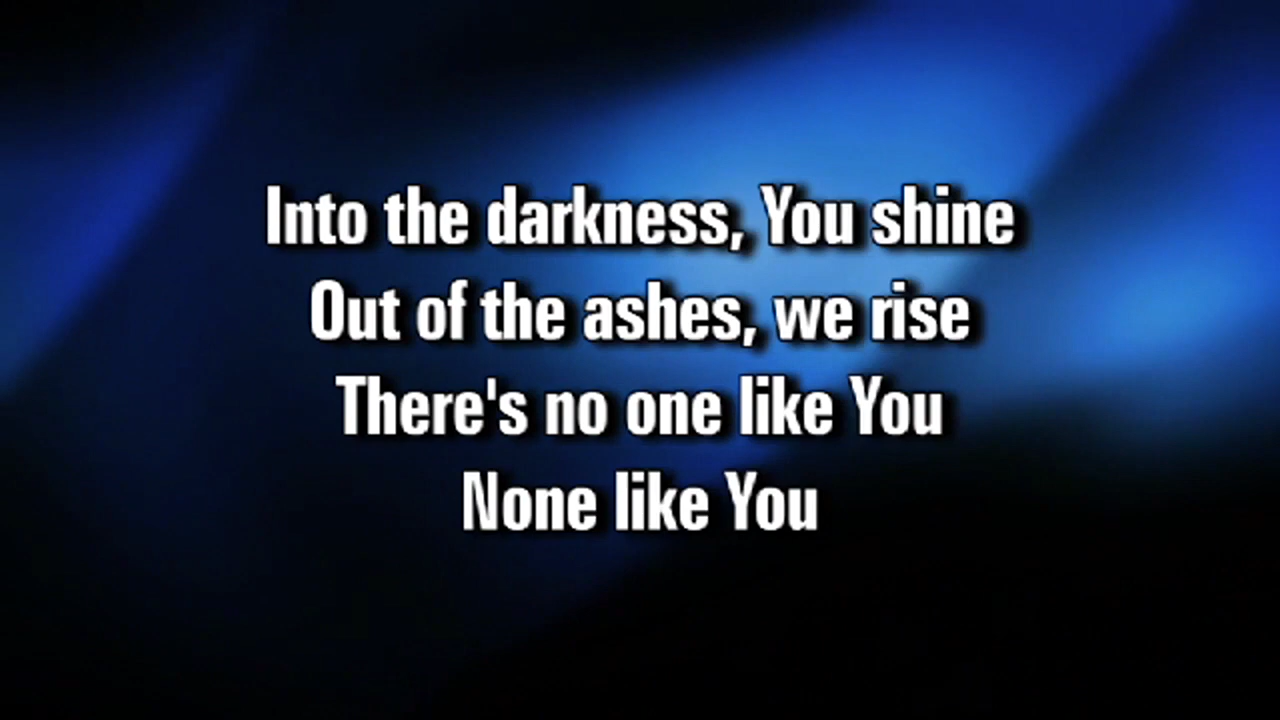 Into the darkness, You shine
Out of the ashes, we rise
There's no one like You
None like You